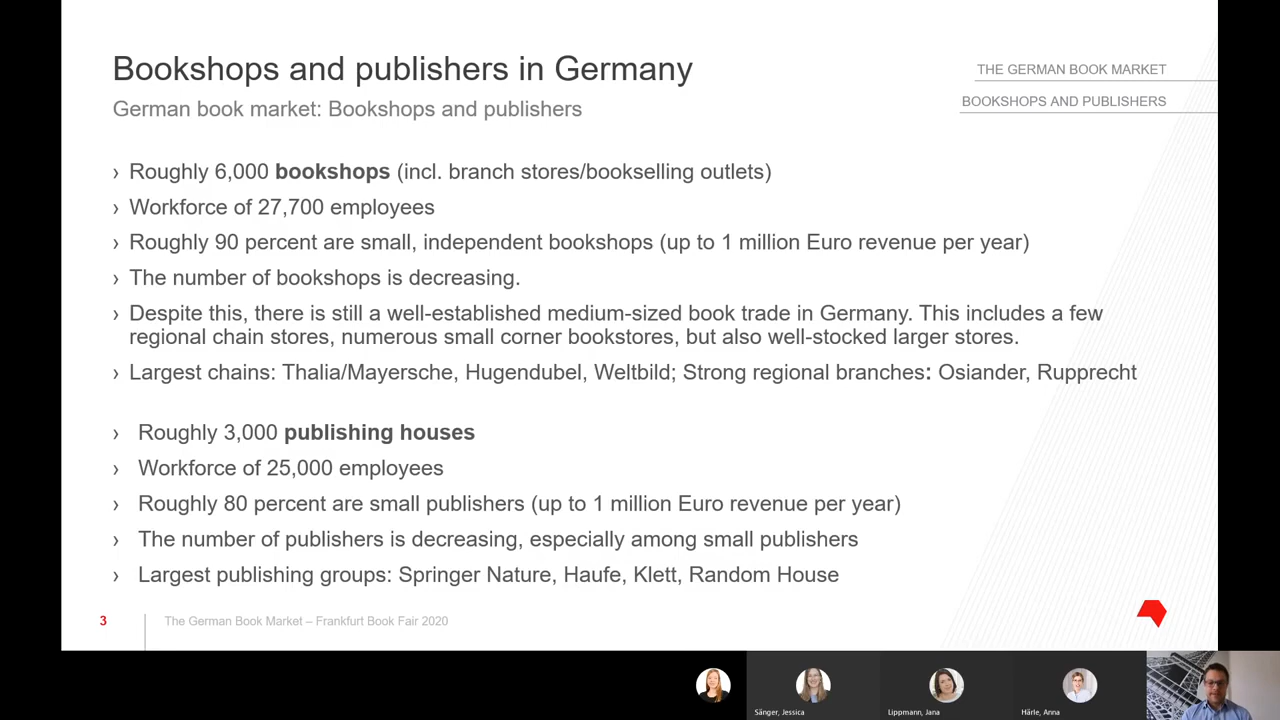 Bookshops and publishers in Germany
German book market: Bookshops and publishers
THE GERMAN BOOK MARKET
BOOKSHOPS AND PUBLISHERS
› Roughly 6,000 bookshops (incl. branch stores/bookselling outlets)
› Workforce of 27,700 employees
› Roughly 90 percent are small, independent bookshops (up to 1 million Euro revenue per year)
› The number of bookshops is decreasing.
› Despite this, there is still a well-established medium-sized book trade in Germany. This includes a few
regional chain stores, numerous small corner bookstores, but also well-stocked larger stores.
› Largest chains: Thalia/Mayersche, Hugendubel, Weltbild; Strong regional branches: Osiander, Rupprecht
› Roughly 3,000 publishing houses
› Workforce of 25,000 employees
› Roughly 80 percent are small publishers (up to 1 million Euro revenue per year)
› The number of publishers is decreasing, especially among small publishers
› Largest publishing groups: Springer Nature, Haufe, Klett, Random House
3
The German Book Market – Frankfurt Book Fair 2020
Sänger, Jessica
Lippmann, Jana
Härle, Anna